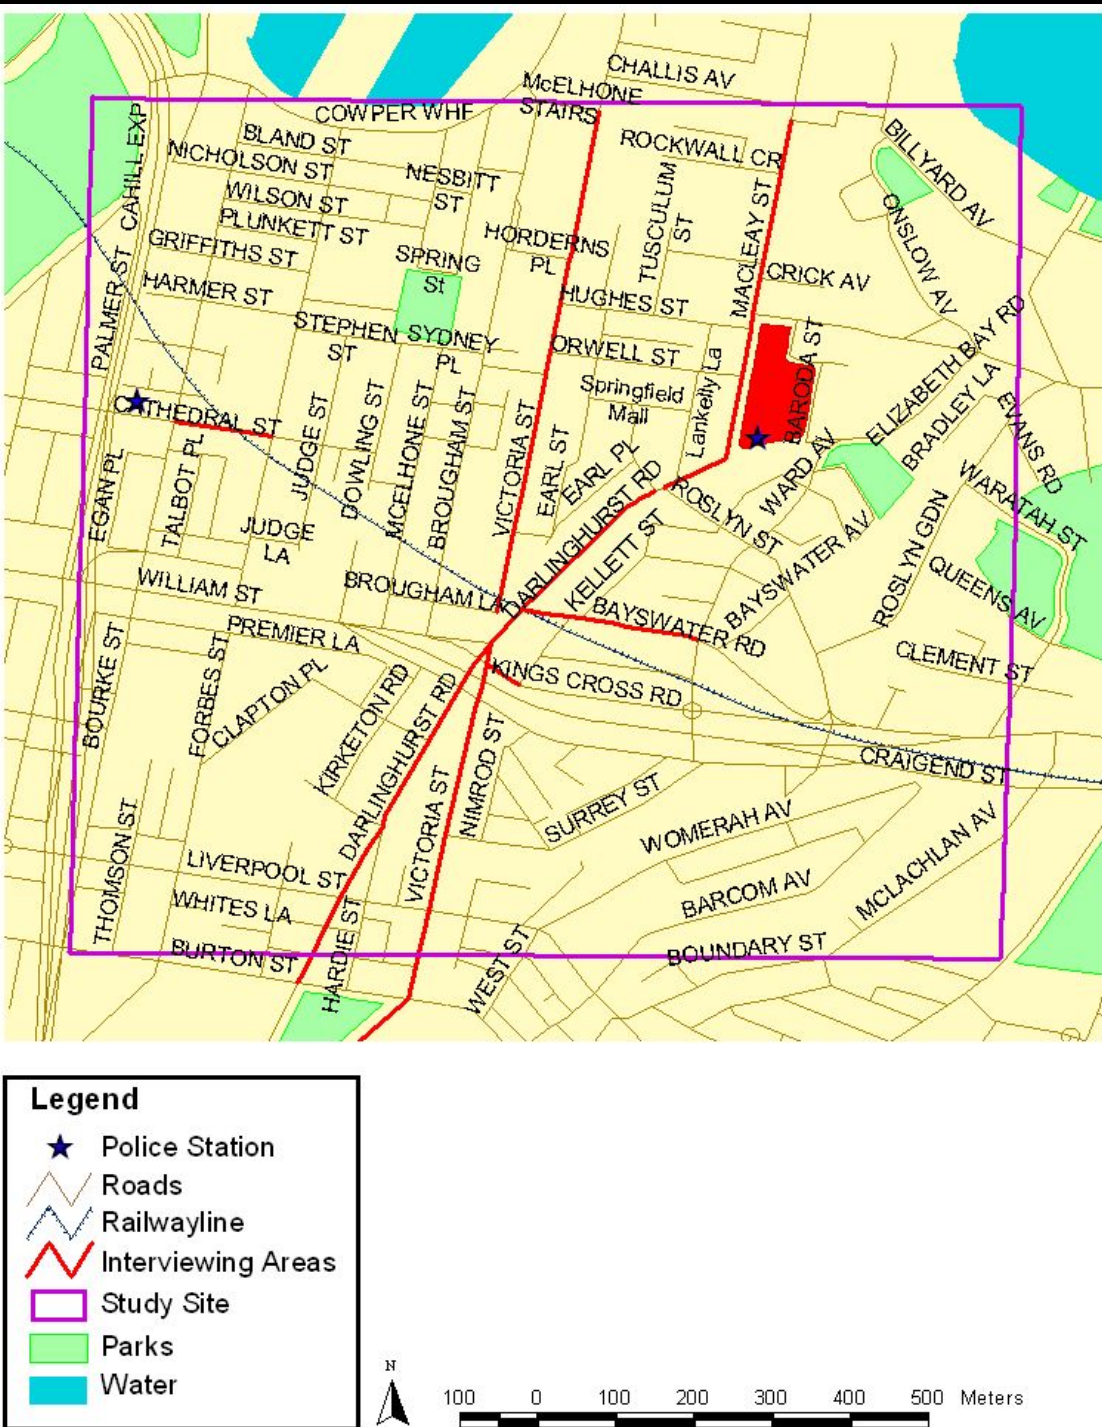 CHALLIS AV
McELHONE
STAIRS
COWPER WHF
CAHILL EXP
BLAND ST
ROCKWALL CR
BILLYARD AV
NICHOLSON ST
NESBITT
ST
WILSON ST
TUSCULUM
ST
MACLEAY ST
ONSLOW AV
PLUNKETT ST
HORDERNS
PL
GRIFFITHS ST
SPRING
St
PALMER ST
HARMER ST
HUGHES ST
CRICK AV
STEPHEN
ST
SYDNEY
PL
ORWELL ST
Lankelly La
BARODA ST
ELIZABETH BAY RD
Springfield
Mall
BRADLEY LA
EVANS RD
CATHEDRAL ST
JUDGE ST
DOWLING ST
MCELHONE ST
BROUGHAM ST
VICTORIA ST
EARL ST
EARL PL
WARD AV
EGAN PL
TALBOT PL
DARLINGHURST RD
ROSLYN ST
WARATAH ST
JUDGE
LA
KELLETT ST
BAYSWATER AV
ROSLYN GDN
QUEENS AV
WILLIAM ST
BROUGHAM LA
BAYSWATER RD
PREMIER LA
BOURKE ST
FORBES ST
CLAPTON PL
KIRKETON RD
DARLINGHURST RD
KINGS CROSS RD
CLEMENT ST
NIMROD ST
CRAIGEND ST
VICTORIA ST
SURREY ST
WOMERAH AV
THOMSON ST
LIVERPOOL ST
BARCOM AV
MCLACHLAN AV
WHITES LA
HARDIE ST
BURTON ST
WEST ST
BOUNDARY ST
Legend
Police Station
Roads
Railwayline
Interviewing Areas
Study Site
Parks
Water
N
100 0 100 200 300 400 500 Meters